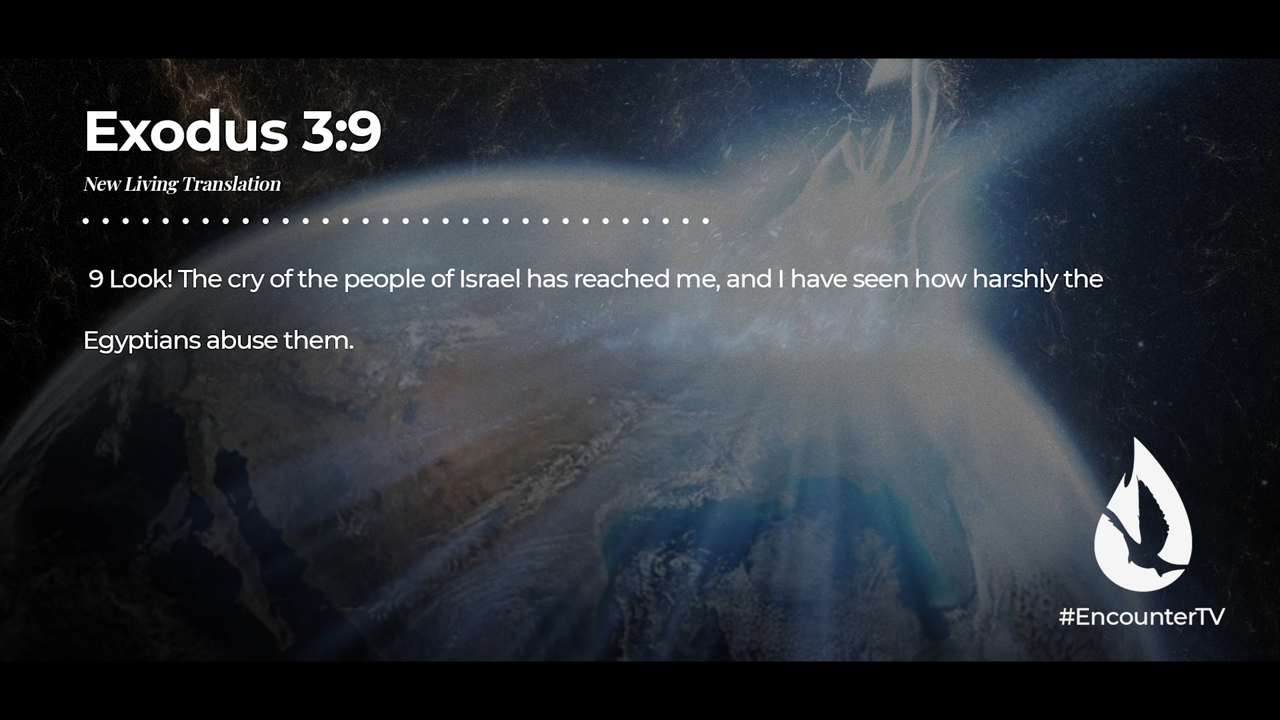 Exodus 3:9
New Living Translation
9 Look! The cry of the people of Israel has reached me, and I have seen how harshly the
Egyptians abuse them.
#EncounterTV